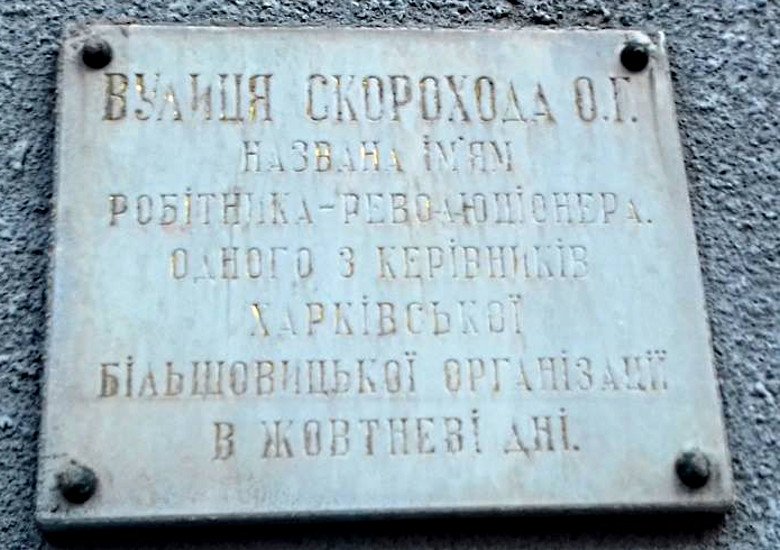 ВУЛИЦЯ СКОРОХОДА О.Г.
НАЗВАНА ІМ'ЯМ
РОБІТНИКА-РЕВОЛЮЦІОНЕРА.
ОДНОГО З КЕРІВНИКІВ
ХАРКІВСЬКОЇ
БІЛЬШОВИЦЬКОЇ ОРГАНІЗАЦІЇ
В ЖОВТНЕВІ ДНІ.